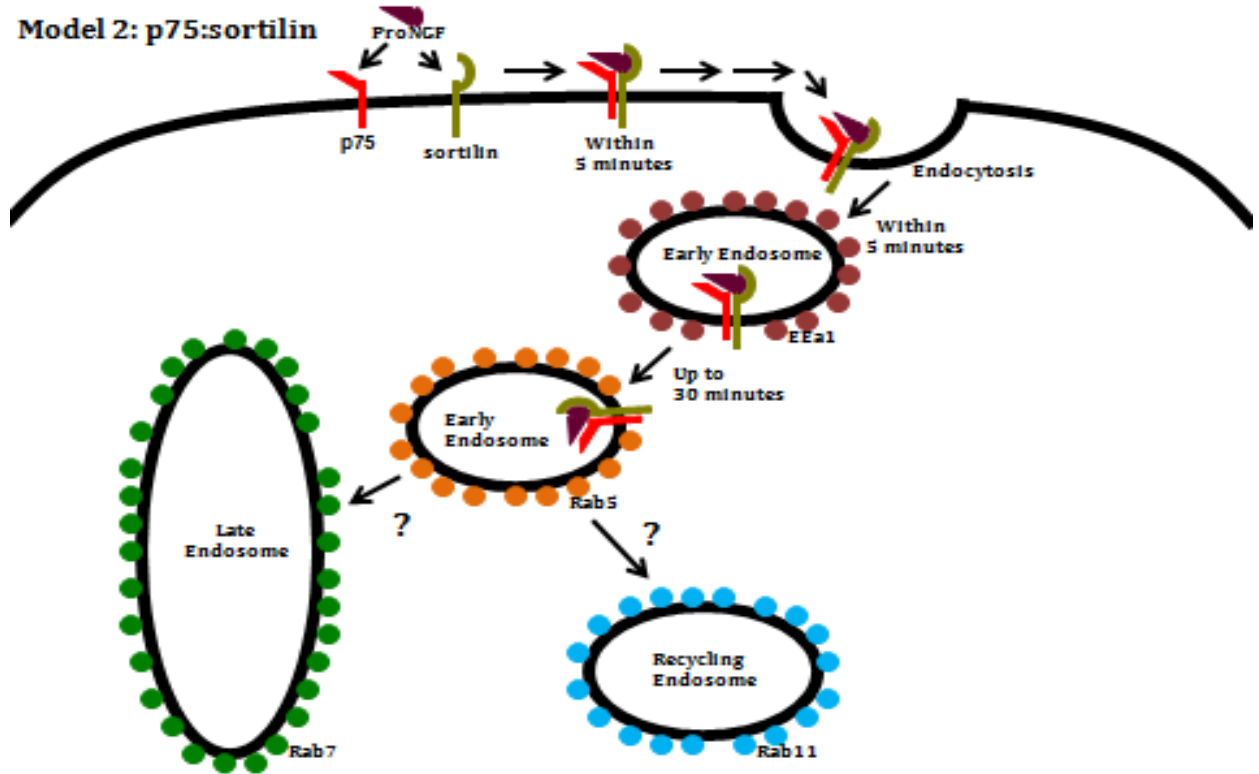 Model 2: p75:sortilin
ProNGF
p75
sortilin
Within
5 minutes
Endocytosis
Within
5 minutes
Early Endosome
EEa1
Up to
30 minutes
Early
Endosome
Rab5
?
?
Late
Endosome
Rab7
Recycling
Endosome
Rab11